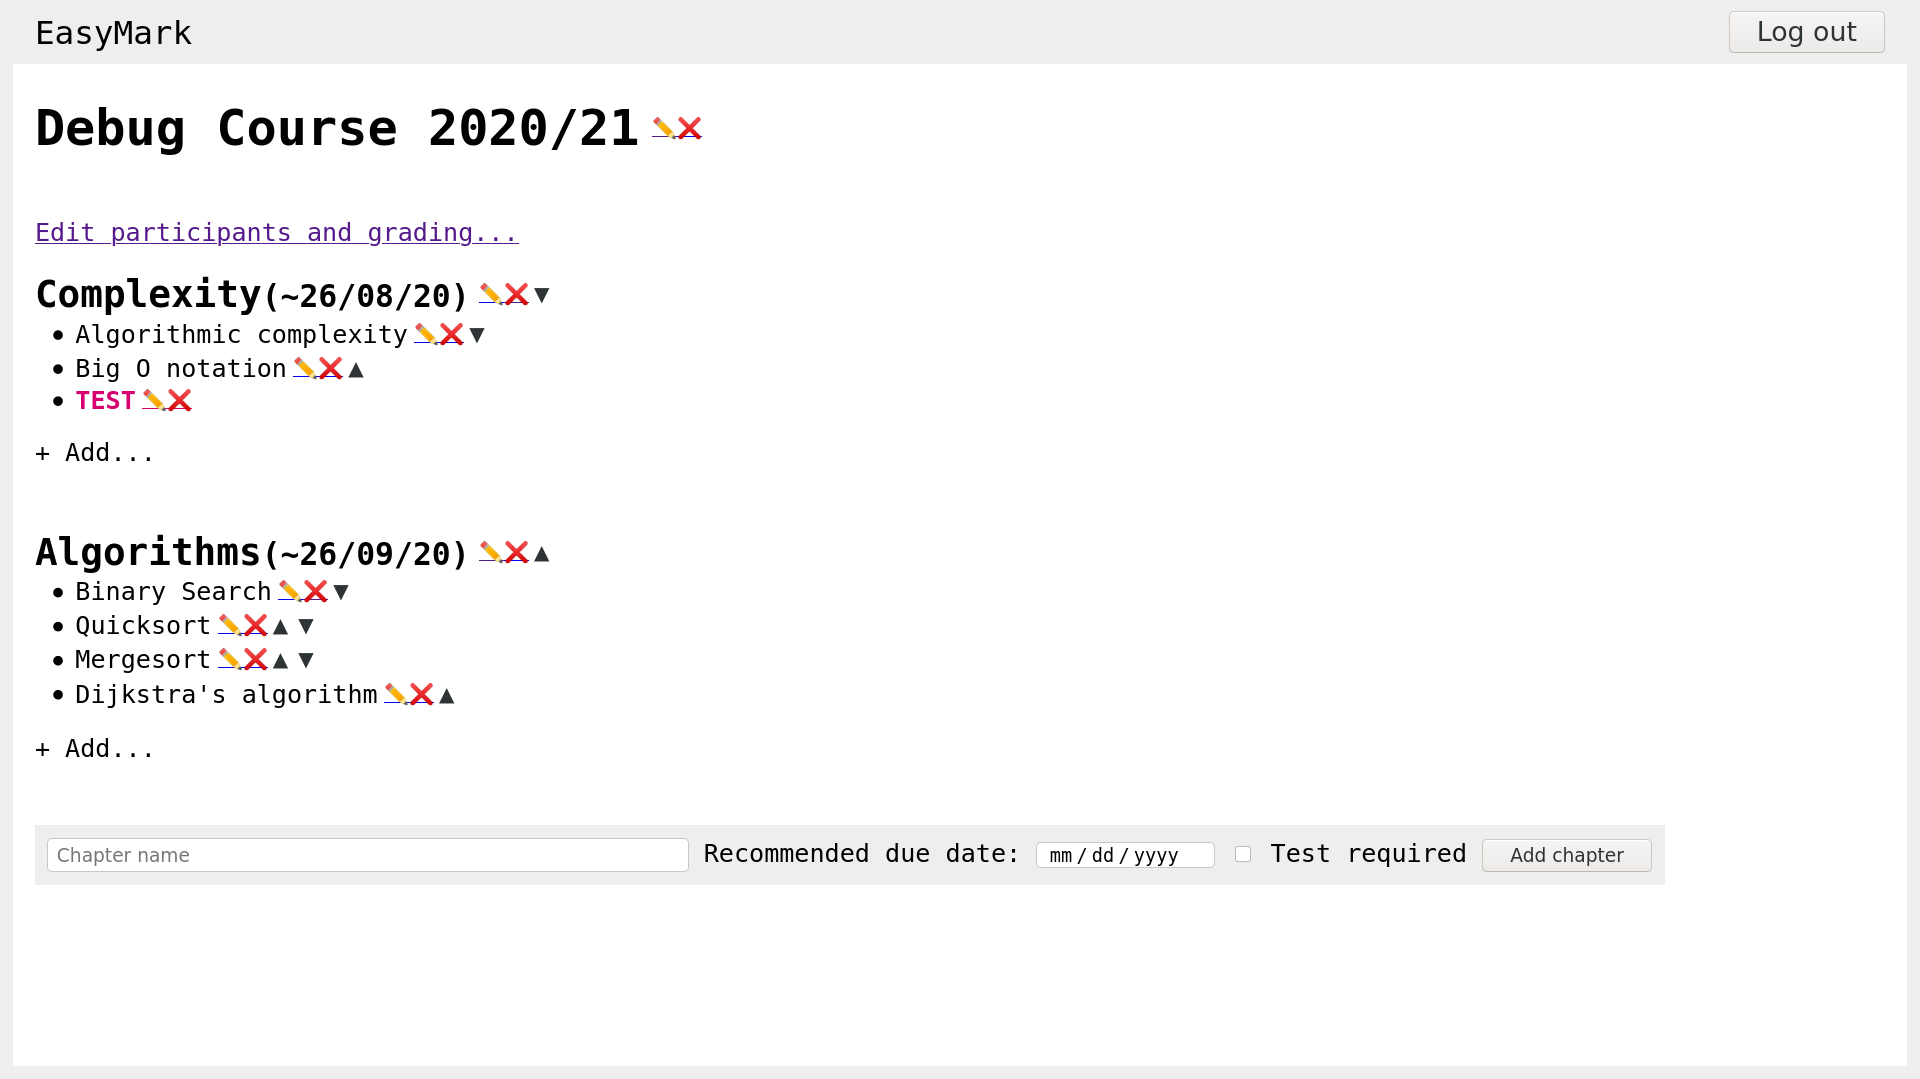 EasyMark
Log out
Debug Course 2020/21 ✏️❌
Edit participants and grading...
Complexity(~26/08/20) ✏️❌ ▼
• Algorithmic complexity ✏️❌ ▼
• Big O notation ✏️❌ ▲
• TEST ✏️❌
+ Add...
Algorithms(~26/09/20) ✏️❌ ▲
• Binary Search ✏️❌ ▼
• Quicksort ✏️❌ ▲ ▼
• Mergesort ✏️❌ ▲ ▼
• Dijkstra's algorithm ✏️❌ ▲
+ Add...
Chapter name Recommended due date: mm/dd/yyyy Test required Add chapter